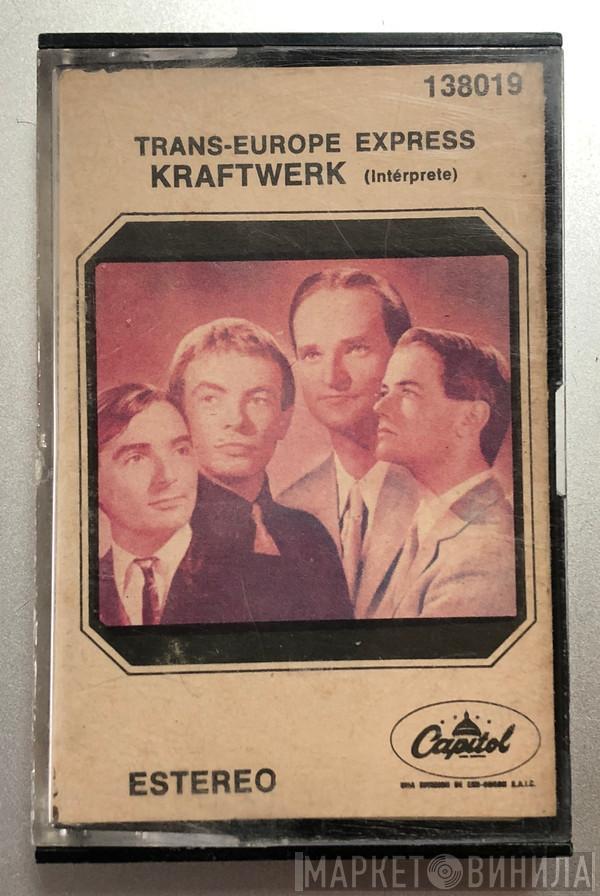 138019
TRANS-EUROPE EXPRESS
KRAFTWERK (Intérprete)
Capitol
ESTEREO
МАРКЕТ ВИНИЛА